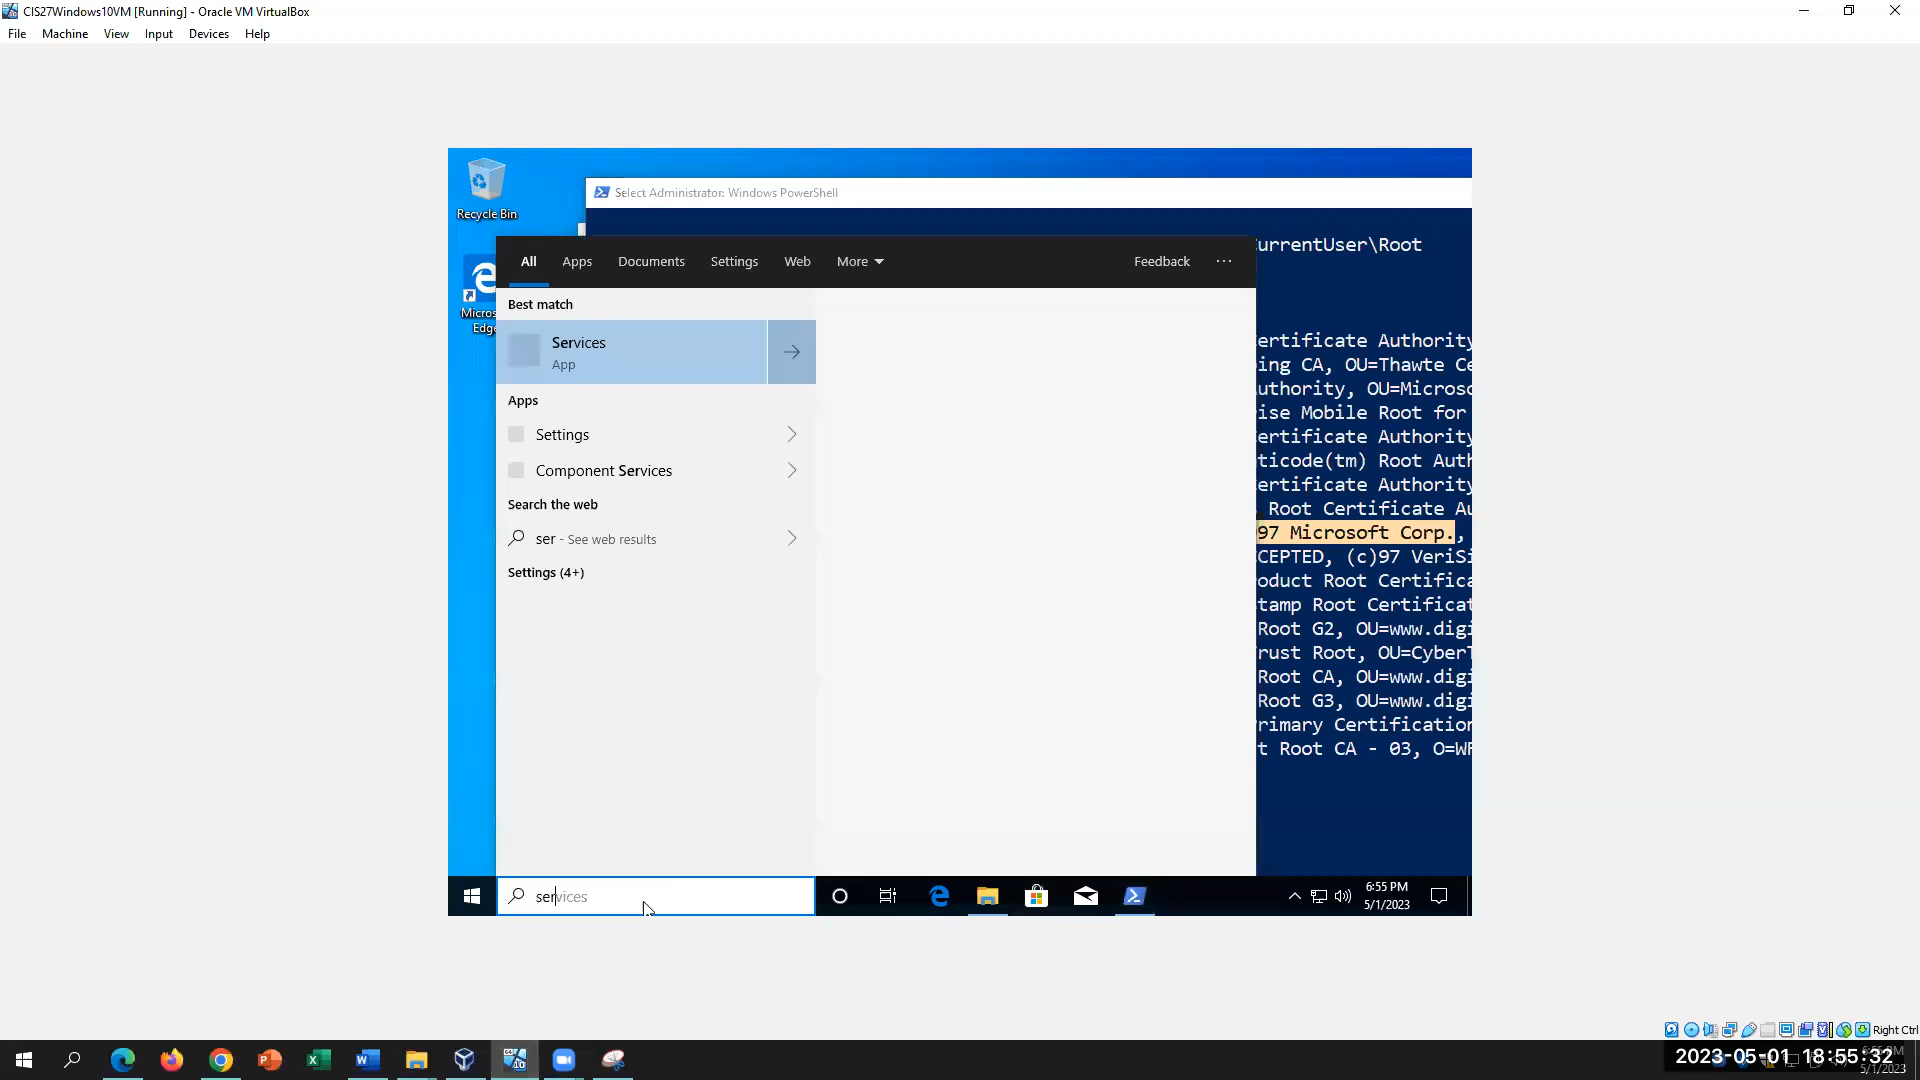 CIS27Windows10VM [Running] - Oracle VM VirtualBox
File Machine View Input Devices Help
Recycle Bin
Select Administrator: Windows PowerShell
urrentUser\Root
All Apps Documents Settings Web More Feedback ...
Micros
Edge
Best match
Services
App
Apps
Settings
Component Services
Search the web
ser - See web results
Settings (4+)
ertificate Authority
ing CA, OU=Thawte Ce
uthority, OU=Microso
ise Mobile Root for
ertificate Authority
ticode(tm) Root Auth
ertificate Authority
Root Certificate Au
97 Microsoft Corp.,
CEPTED, (c)97 VeriSi
oduct Root Certifica
tamp Root Certificat
Root G2, OU=www.digi
rust Root, OU=CyberT
Root CA, OU=www.digi
Root G3, OU=www.digi
rimary Certification
t Root CA - 03, O=WF
services
6:55 PM
5/1/2023
Right Ctrl
2023-05-01 18:55:32
5/1/2023